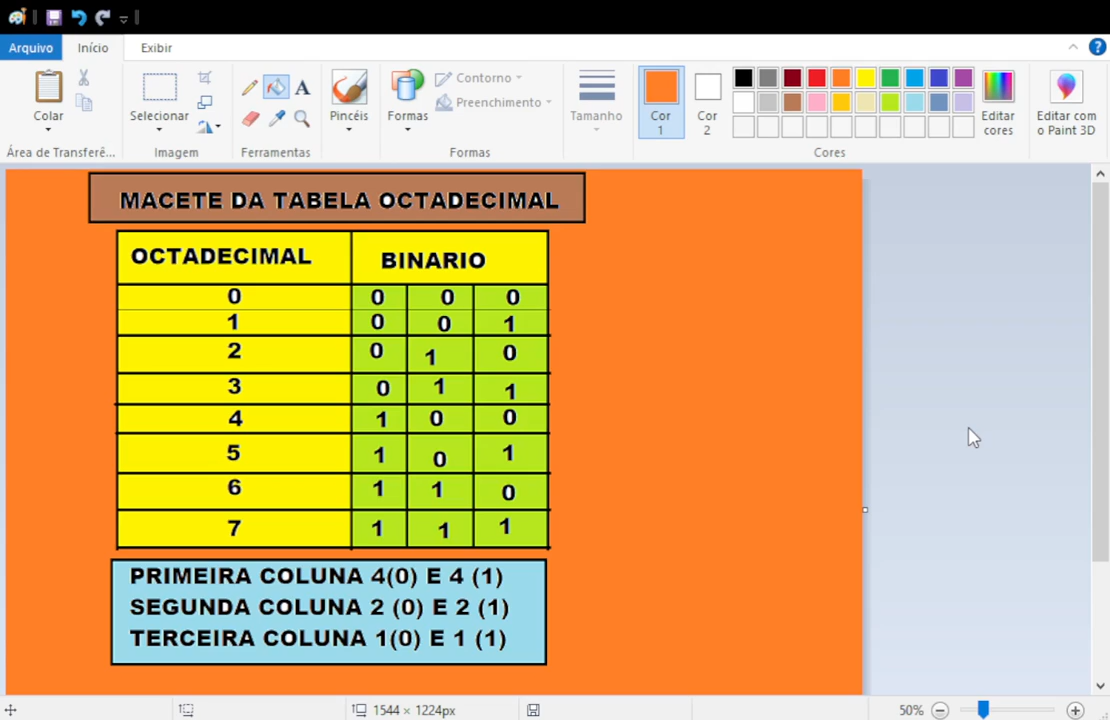 Arquivo Início Exibir
Colar
Selecionar
Pincéis
Formas
Contorno
Preenchimento
Tamanho
Cor 1
Cor 2
Editar cores
Editar com o Paint 3D
Área de Transferê... Imagem Ferramentas Formas Cores
MACETE DA TABELA OCTADECIMAL
OCTADECIMAL BINARIO
0 0 0 0
1 0 0 1
2 0 1 0
3 0 1 1
4 1 0 0
5 1 0 1
6 1 1 0
7 1 1 1
PRIMEIRA COLUNA 4(0) E 4 (1)
SEGUNDA COLUNA 2 (0) E 2 (1)
TERCEIRA COLUNA 1(0) E 1 (1)
1544 × 1224px 50%